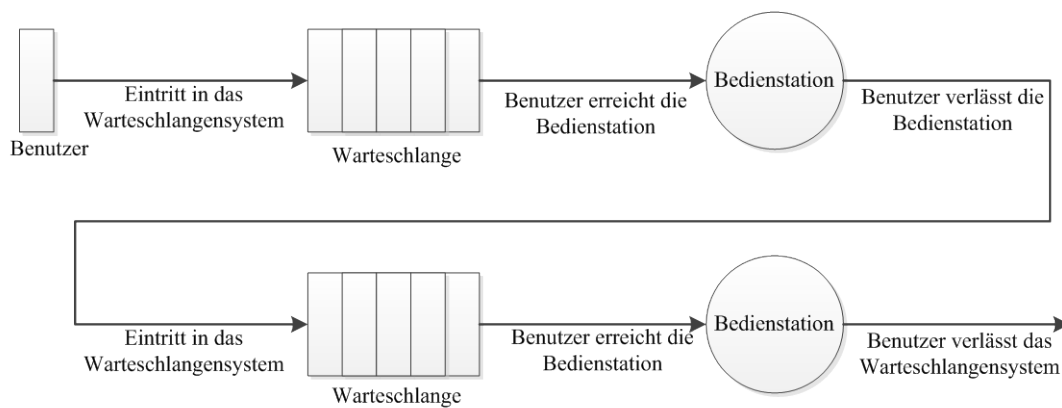 Eintritt in das
Warteschlangensystem
Benutzer
Warteschlange
Benutzer erreicht die
Bedienstation
Bedienstation
Benutzer verlässt die
Bedienstation
Eintritt in das
Warteschlangensystem
Warteschlange
Benutzer erreicht die
Bedienstation
Bedienstation
Benutzer verlässt das
Warteschlangensystem